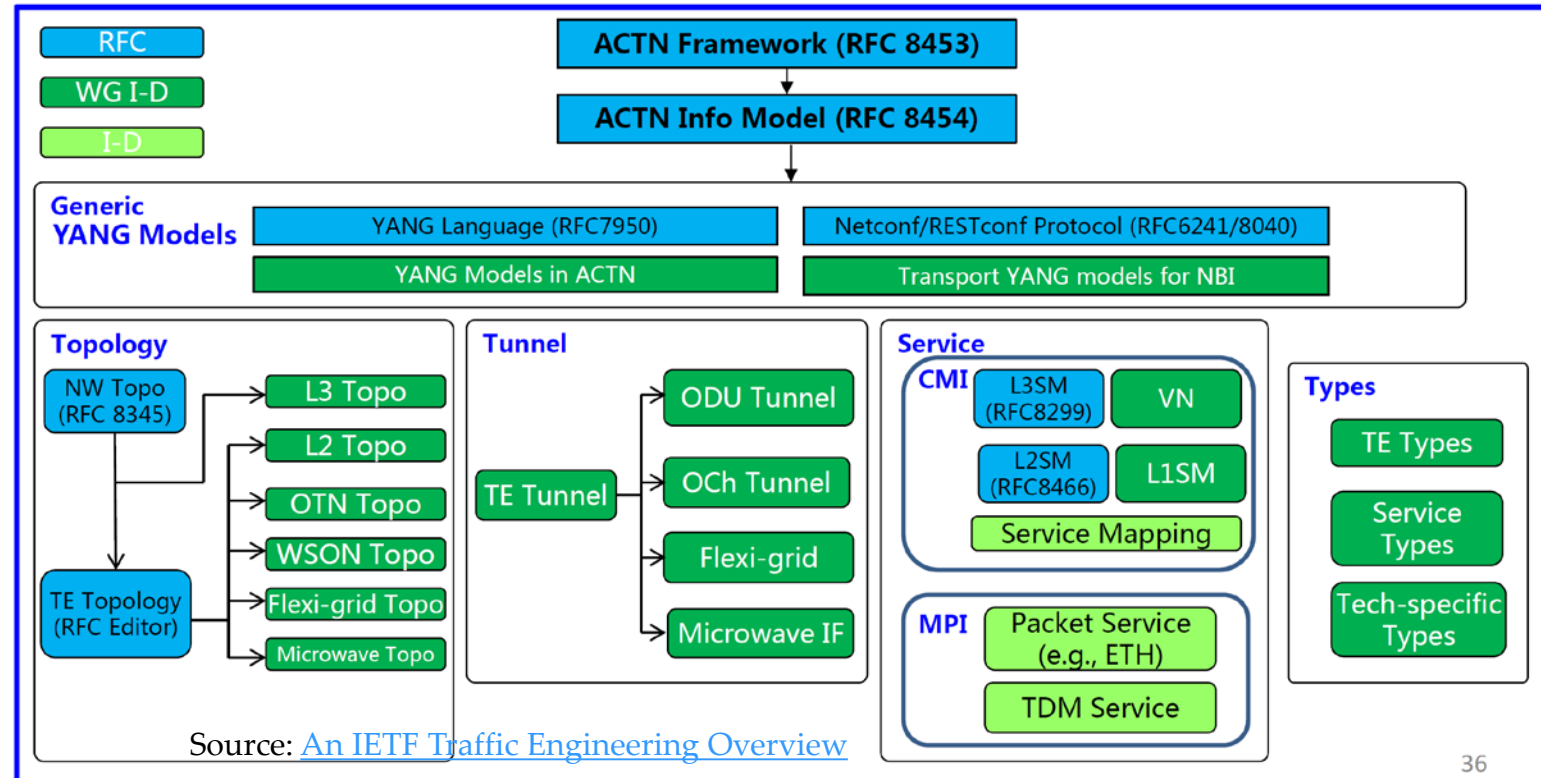 RFC
WG I-D
I-D
ACTN Framework (RFC 8453)
ACTN Info Model (RFC 8454)
Generic
YANG Models
YANG Language (RFC7950)
Netconf/RESTconf Protocol (RFC6241/8040)
YANG Models in ACTN
Transport YANG models for NBI
Topology
NW Topo
(RFC 8345)
TE Topology
(RFC Editor)
L3 Topo
L2 Topo
OTN Topo
WSON Topo
Flexi-grid Topo
Microwave Topo
Tunnel
TE Tunnel
ODU Tunnel
OCh Tunnel
Flexi-grid
Microwave IF
Service
CMI
L3SM
(RFC8299)
VN
L2SM
(RFC8466)
L1SM
Service Mapping
MPI
Packet Service
(e.g., ETH)
TDM Service
Types
TE Types
Service
Types
Tech-specific
Types
Source: An IETF Traffic Engineering Overview
36